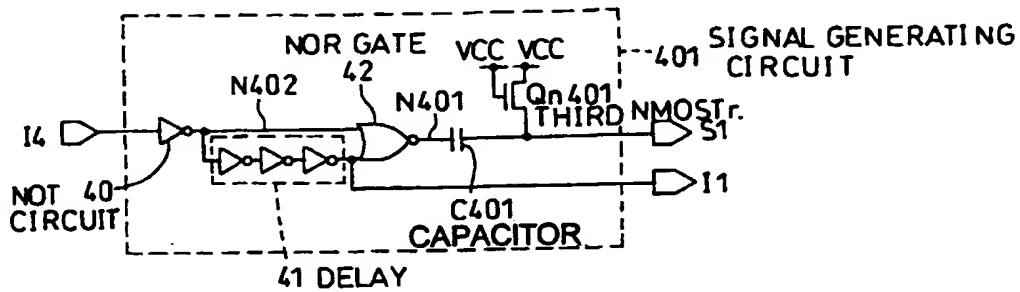 NOR GATE
42
VCC VCC
401 SIGNAL GENERATING
CIRCUIT
N402
N401
Qn401
THIRD NMOSTr.
I4
S1
NOT 40
CIRCUIT
I1
C401
CAPACITOR
41 DELAY